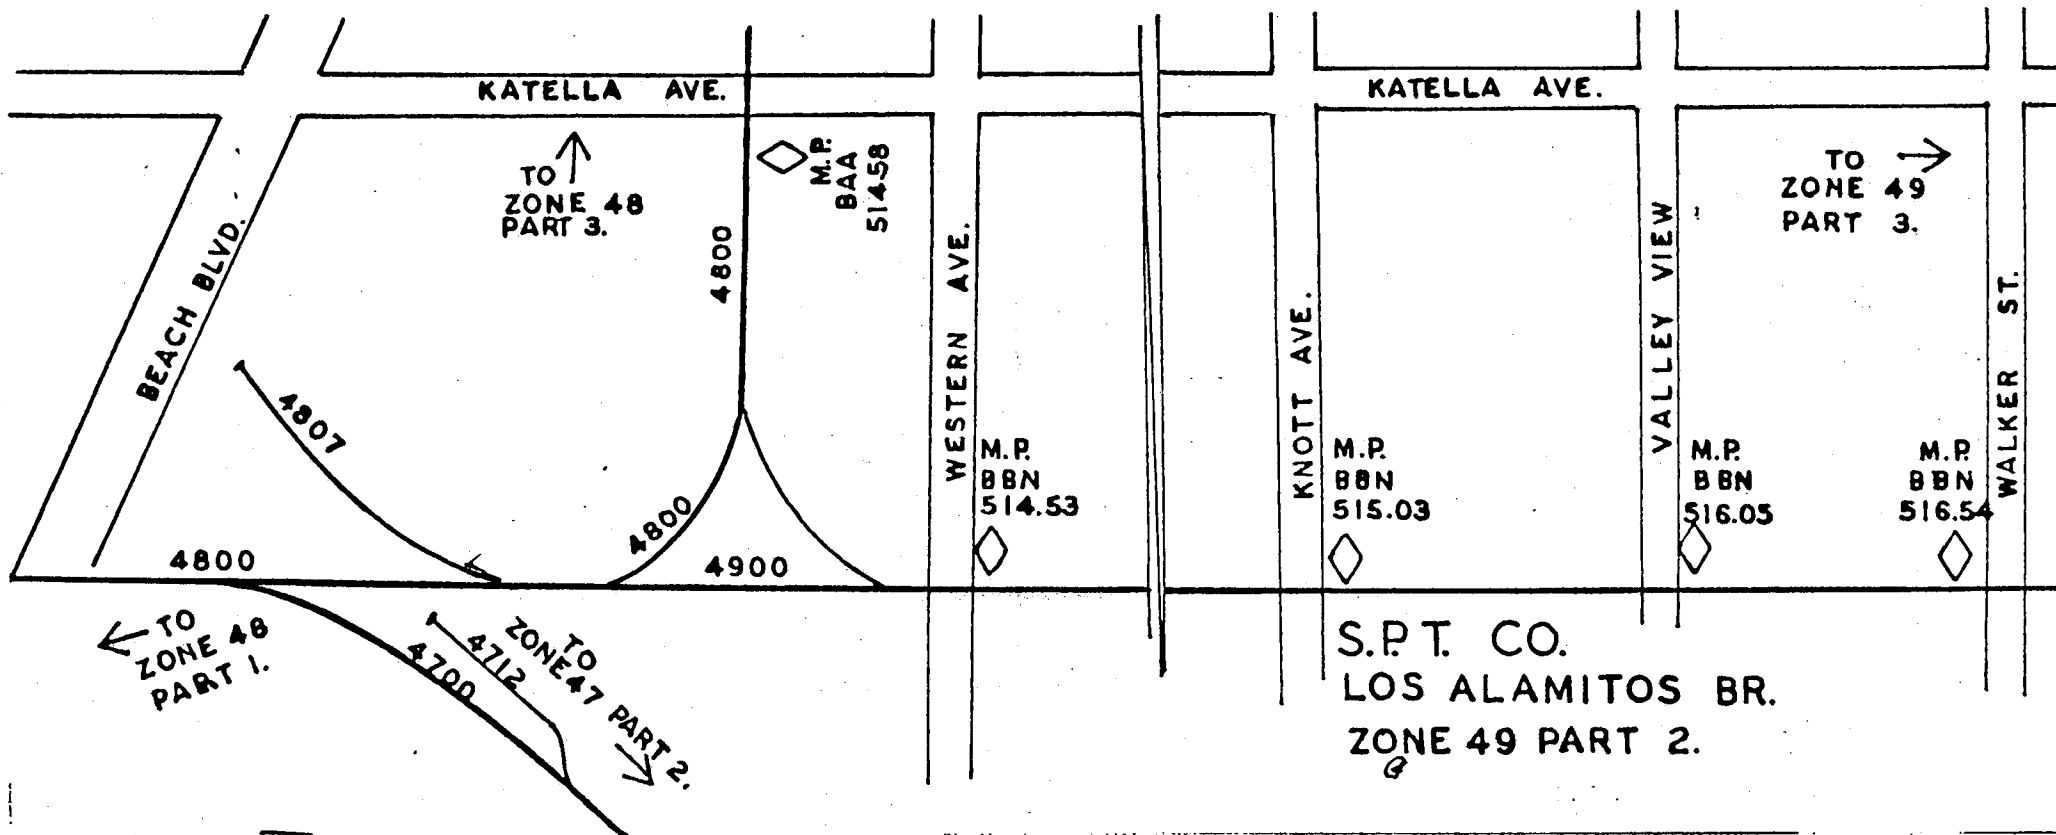 KATELLA AVE.
KATELLA AVE.
TO
ZONE 48
PART 3.
M.P.
BAA
514.58
TO
ZONE 49
PART 3.
BEACH BLVD.
4800
WESTERN AVE.
KNOTT AVE.
VALLEY VIEW
WALKER ST.
4807
4800
4800
4900
M.P.
BBN
514.53
M.P.
BBN
515.03
M.P.
BBN
516.05
M.P.
BBN
516.54
TO
ZONE 48
PART 1.
4700
4712
TO
ZONE 47 PART 2.
S.P.T. CO.
LOS ALAMITOS BR.
ZONE 49 PART 2.